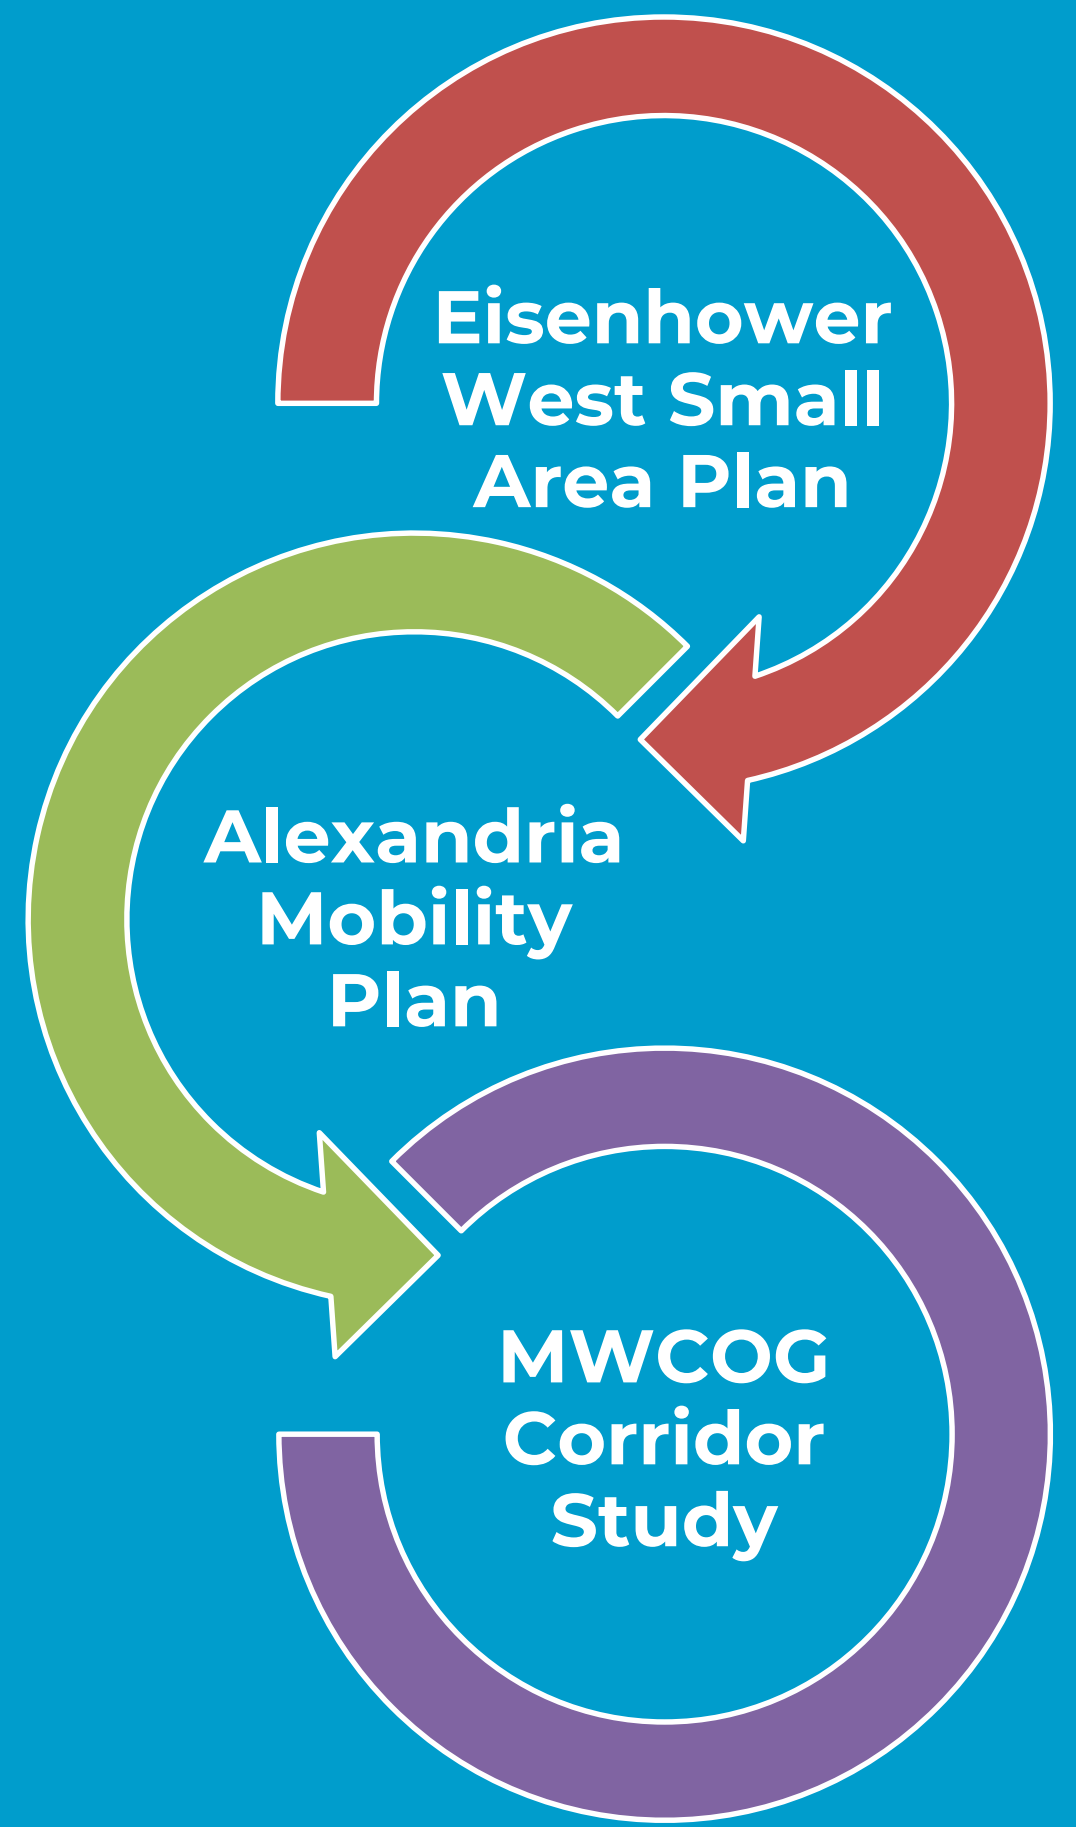 Eisenhower
West Small
Area Plan
Alexandria
Mobility
Plan
MWCOG
Corridor
Study